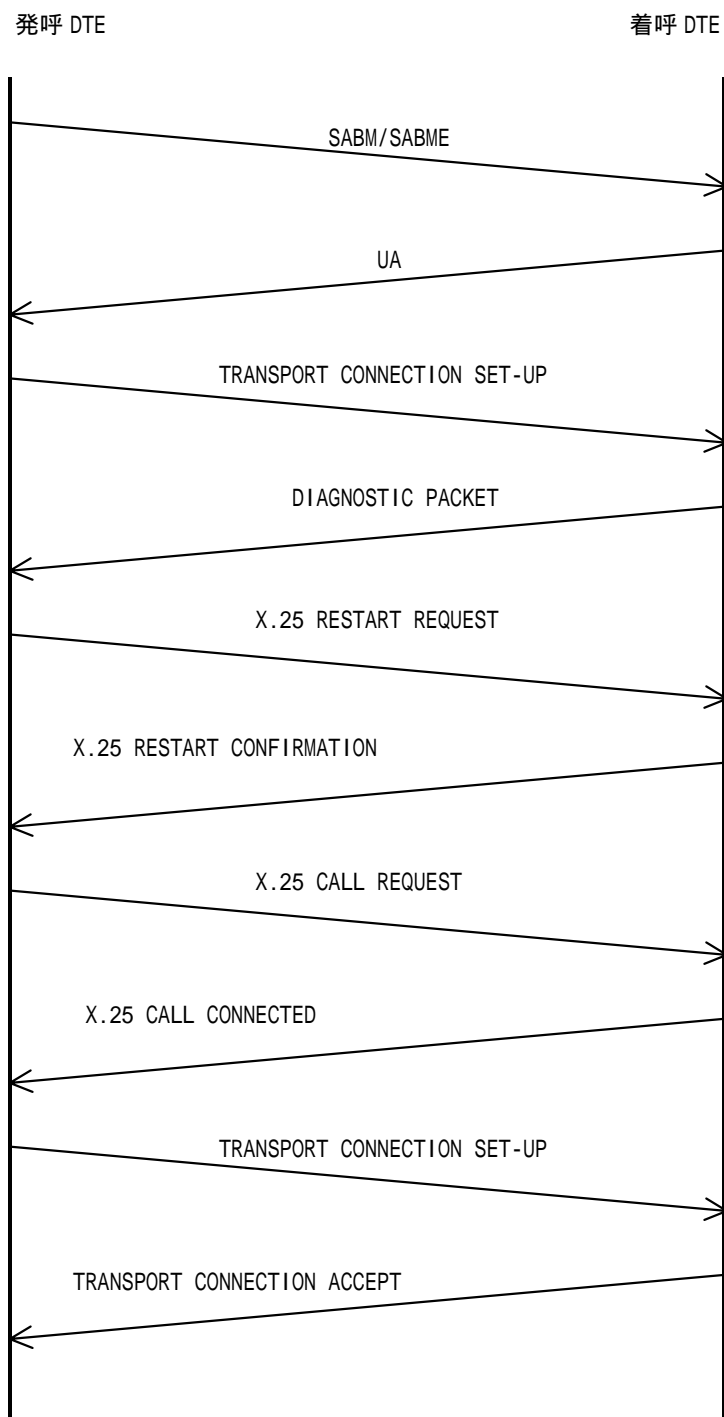 発呼 DTE
着呼 DTE
SABM/SABME
UA
TRANSPORT CONNECTION SET-UP
DIAGNOSTIC PACKET
X.25 RESTART REQUEST
X.25 RESTART CONFIRMATION
X.25 CALL REQUEST
X.25 CALL CONNECTED
TRANSPORT CONNECTION SET-UP
TRANSPORT CONNECTION ACCEPT